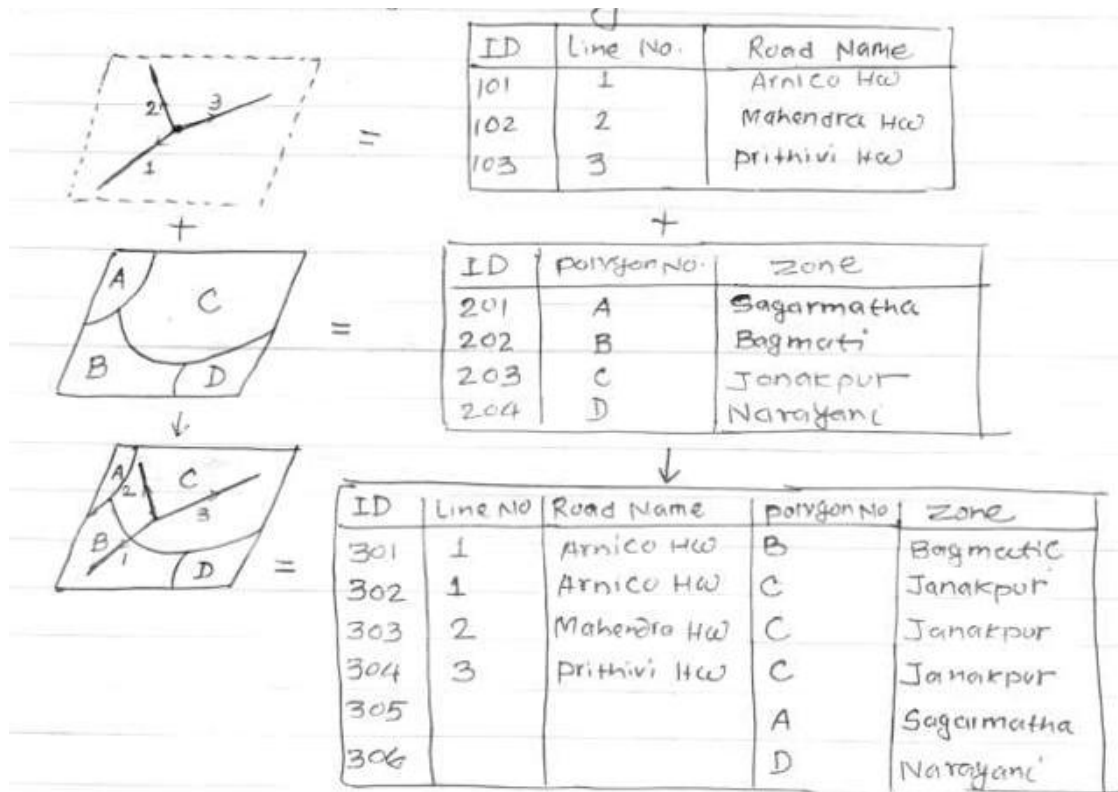 ID Line No. Road Name
101 1 Arnico Hw
102 2 Mahendra Hw
103 3 prithivi Hw
2 3
1
+ +
=
ID polygon No. Zone
201 A Sagarmatha
202 B Bagmati
203 C Janakpur
204 D Narayani
A C
B D
=
ID Line No Road Name polygon No Zone
301 1 Arnico Hw B Bagmatic
302 1 Arnico Hw C Janakpur
303 2 Mahendra Hw C Janakpur
304 3 prithivi Hw C Janakpur
305 A Sagarmatha
306 D Narayani
A 2 C
3
B 1 D
=